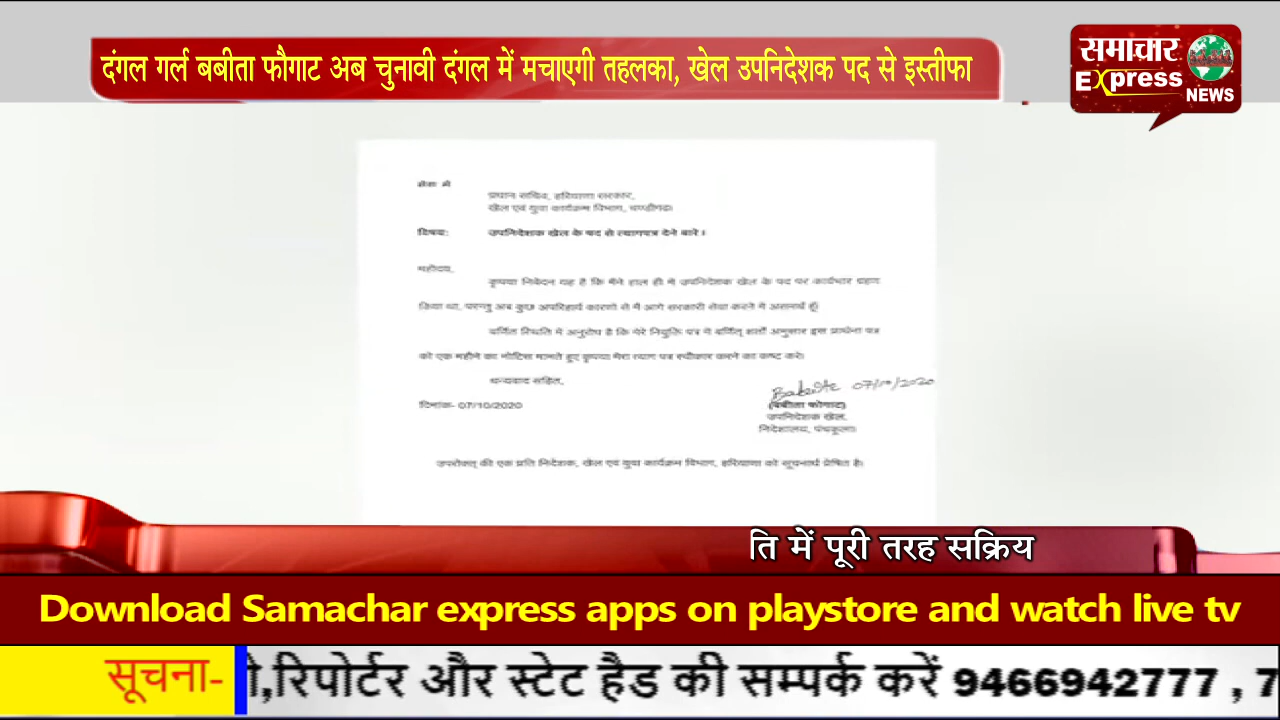 दंगल गर्ल बबीता फौगाट अब चुनावी दंगल में मचाएगी तहलका, खेल उपनिदेशक पद से इस्तीफा
समाचार
Express
NEWS
सेवा में
प्रधान सचिव, हरियाणा सरकार,
खेल एवं युवा कार्यक्रम विभाग, चण्डीगढ।
विषय: उपनिदेशक खेल के पद से त्यागपत्र देने बारे।
महोदय,
कृपया निवेदन यह है कि मैंने हाल ही में उपनिदेशक खेल के पद पर कार्यभार ग्रहण
किया था, परन्तु अब कुछ अपरिहार्य कारणो से मैं आगे सरकारी सेवा करने में असमर्थ हूँ।
वर्णित स्थिति में अनुरोध है कि मेरे नियुक्ति पत्र में वर्णित् शर्तों अनुसार इस प्रार्थना पत्र
को एक महीने का नोटिस मानते हुए कृपया मेरा त्याग पत्र स्वीकार करने का कष्ट करे।
धन्यवाद सहित,
Babita 07/10/2020
दिनांक- 07/10/2020
(बबीता फोगाट)
उपनिदेशक खेल,
निदेशालय, पंचकूला।
उपरोक्त् की एक प्रति निदेशक, खेल एवं युवा कार्यक्रम विभाग, हरियाणा को सूचनार्थ प्रेषित है।
ति में पूरी तरह सक्रिय
Download Samachar express apps on playstore and watch live tv
सूचना- ,रिपोर्टर और स्टेट हैड की सम्पर्क करें 9466942777 , 7